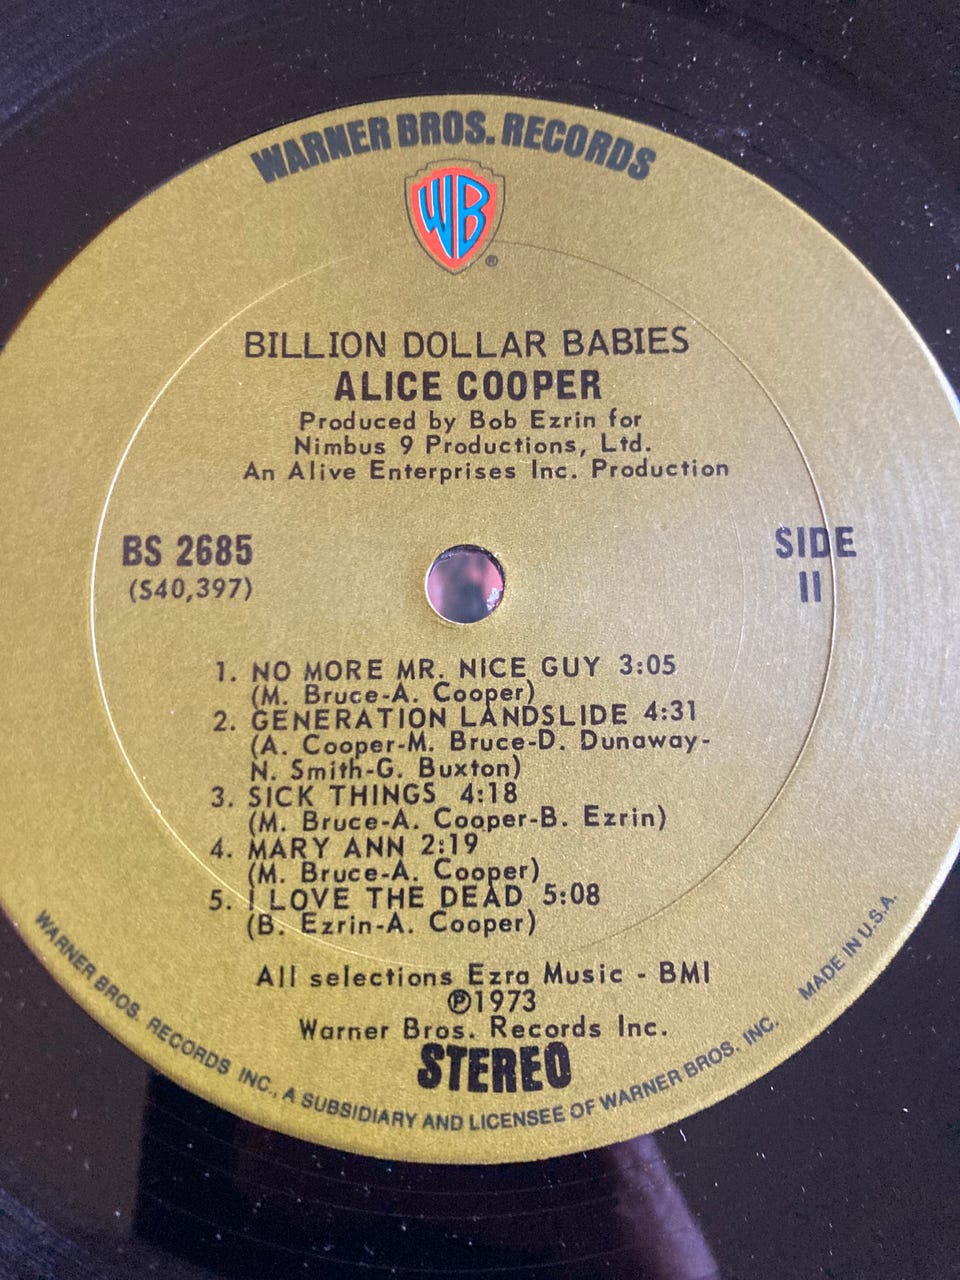 WARNER BROS. RECORDS
WB®
BILLION DOLLAR BABIES
ALICE COOPER
Produced by Bob Ezrin for
Nimbus 9 Productions, Ltd.
An Alive Enterprises Inc. Production
BS 2685
(S40,397)
SIDE
II
1. NO MORE MR. NICE GUY 3:05
(M. Bruce-A. Cooper)
2. GENERATION LANDSLIDE 4:31
(A. Cooper-M. Bruce-D. Dunaway-
N. Smith-G. Buxton)
3. SICK THINGS 4:18
(M. Bruce-A. Cooper-B. Ezrin)
4. MARY ANN 2:19
(M. Bruce-A. Cooper)
5. I LOVE THE DEAD 5:08
(B. Ezrin-A. Cooper)
All selections Ezra Music - BMI
℗1973
Warner Bros. Records Inc.
STEREO
WARNER BROS. RECORDS INC., A SUBSIDIARY AND LICENSEE OF WARNER BROS. INC. MADE IN U.S.A.